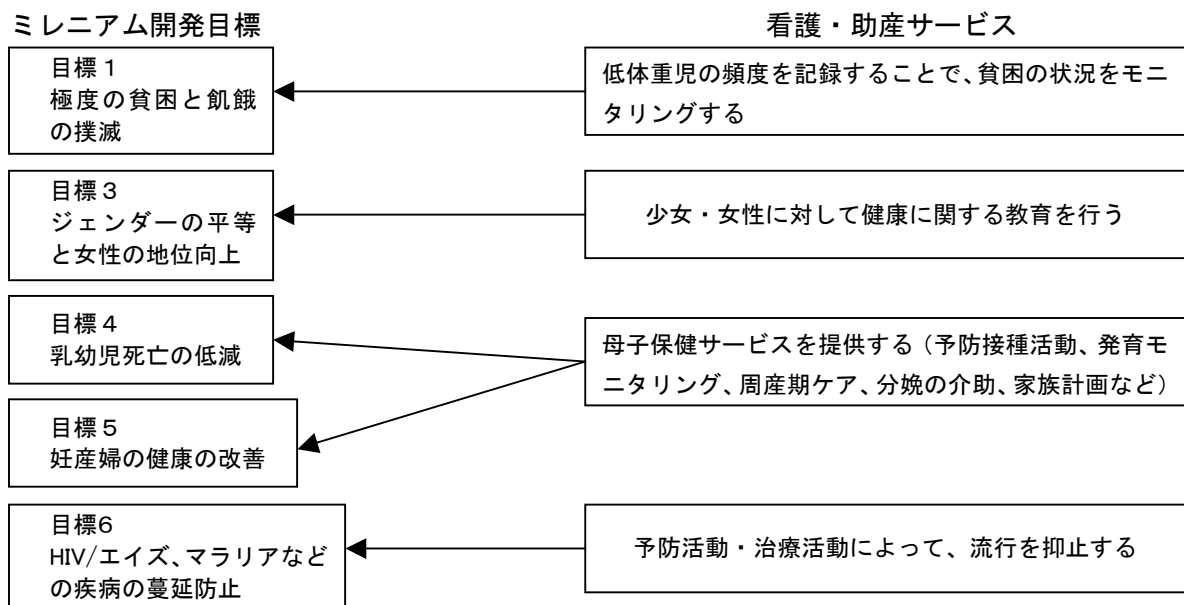 ミレニアム開発目標
看護・助産サービス
目標１
極度の貧困と飢餓
の撲滅
低体重児の頻度を記録することで、貧困の状況をモニ
タリングする
目標３
ジェンダーの平等
と女性の地位向上
少女・女性に対して健康に関する教育を行う
目標４
乳幼児死亡の低減
母子保健サービスを提供する（予防接種活動、発育モ
ニタリング、周産期ケア、分娩の介助、家族計画など）
目標５
妊産婦の健康の改善
目標6
HIV/エイズ、マラリアなど
の疾病の蔓延防止
予防活動・治療活動によって、流行を抑止する